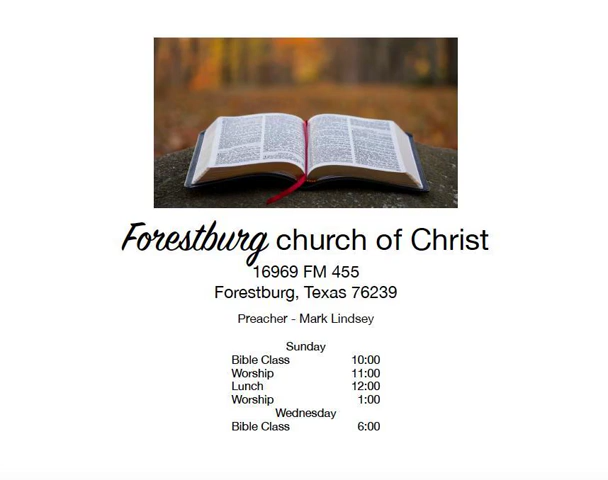 Forestburg church of Christ
16969 FM 455
Forestburg, Texas 76239
Preacher - Mark Lindsey
Sunday
Bible Class 10:00
Worship 11:00
Lunch 12:00
Worship 1:00
Wednesday
Bible Class 6:00